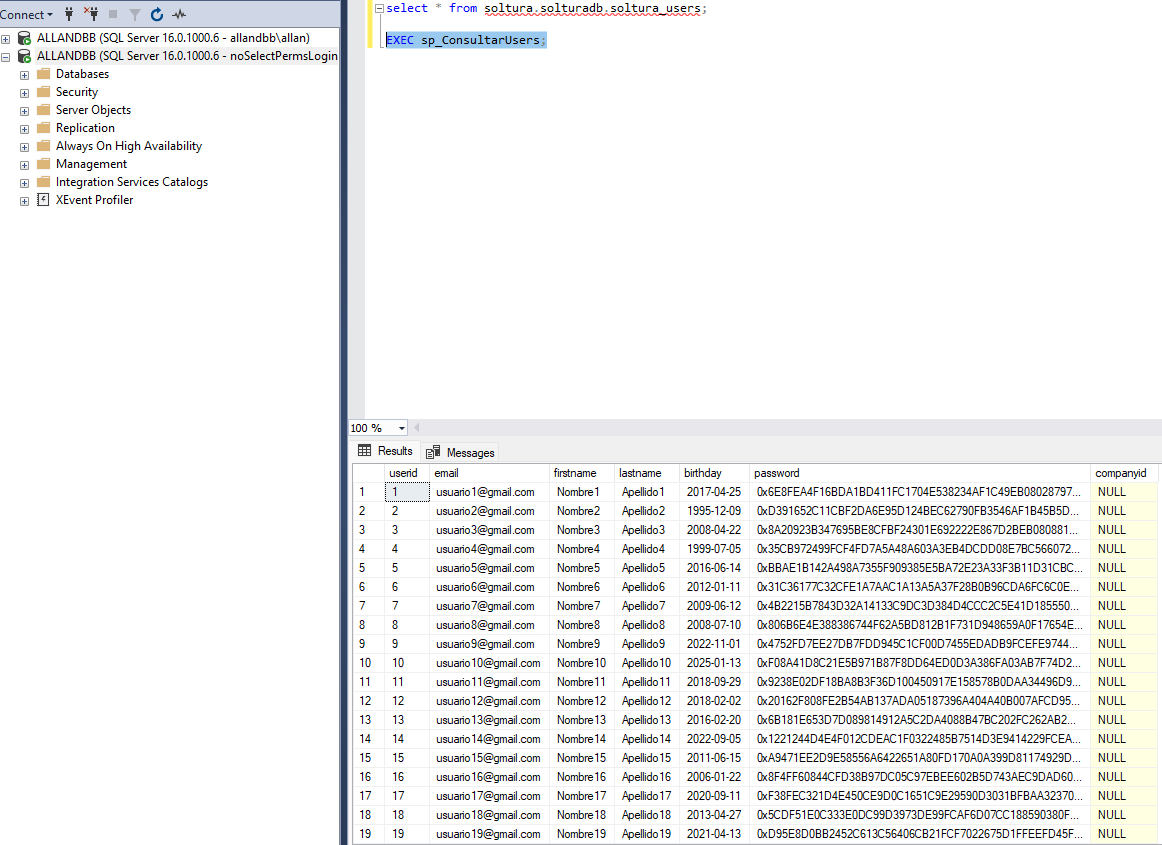 Connect
ALLANDBB (SQL Server 16.0.1000.6 - allandbb\allan)
ALLANDBB (SQL Server 16.0.1000.6 - noSelectPermsLogin
Databases
Security
Server Objects
Replication
Always On High Availability
Management
Integration Services Catalogs
XEvent Profiler
select * from soltura.solturadb.soltura_users;
EXEC sp_ConsultarUsers;
100 %
Results Messages
userid email firstname lastname birthday password companyid
1 1 usuario1@gmail.com Nombre1 Apellido1 2017-04-25 0x6E8FEA4F16BDA1BD411FC1704E538234AF1C49EB08028797... NULL
2 2 usuario2@gmail.com Nombre2 Apellido2 1995-12-09 0xD391652C11CBF2DA6E95D124BEC62790FB3546AF1B45B5D... NULL
3 3 usuario3@gmail.com Nombre3 Apellido3 2008-04-22 0x8A20923B347695BE8CFBF24301E692222E867D2BEB080881... NULL
4 4 usuario4@gmail.com Nombre4 Apellido4 1999-07-05 0x35CB972499FCF4FD7A5A48A603A3EB4DCDD08E7BC566072... NULL
5 5 usuario5@gmail.com Nombre5 Apellido5 2016-06-14 0xBBAE1B142A498A7355F909385E5BA72E23A33F3B11D31CBC... NULL
6 6 usuario6@gmail.com Nombre6 Apellido6 2012-01-11 0x31C36177C32CFE1A7AAC1A13A5A37F28B0B96CDA6FC6C0E... NULL
7 7 usuario7@gmail.com Nombre7 Apellido7 2009-06-12 0x4B2215B7843D32A14133C9DC3D384D4CCC2C5E41D185550... NULL
8 8 usuario8@gmail.com Nombre8 Apellido8 2008-07-10 0x806B6E4E388386744F62A5BD812B1F731D948659A0F17654E... NULL
9 9 usuario9@gmail.com Nombre9 Apellido9 2022-11-01 0x4752FD7EE27DB7FDD945C1CF00D7455EDADB9FCEFE9744... NULL
10 10 usuario10@gmail.com Nombre10 Apellido10 2025-01-13 0xF08A41D8C21E5B971B87F8DD64ED0D3A386FA03AB7F74D2... NULL
11 11 usuario11@gmail.com Nombre11 Apellido11 2018-09-29 0x9238E02DF18BA8B3F36D100450917E158578B0DAA34496D9... NULL
12 12 usuario12@gmail.com Nombre12 Apellido12 2018-02-02 0x20162F808FE2B54AB137ADA05187396A404A40B007AFCD95... NULL
13 13 usuario13@gmail.com Nombre13 Apellido13 2016-02-20 0x6B181E653D7D089814912A5C2DA4088B47BC202FC262AB2... NULL
14 14 usuario14@gmail.com Nombre14 Apellido14 2022-09-05 0x1221244D4E4F012CDEAC1F0322485B7514D3E9414229FCEA... NULL
15 15 usuario15@gmail.com Nombre15 Apellido15 2011-06-15 0xA9471EE2D9E58556A6422651A80FD170A0A399D81174929D... NULL
16 16 usuario16@gmail.com Nombre16 Apellido16 2006-01-22 0x8F4FF60844CFD38B97DC05C97EBEE602B5D743AEC9DAD60... NULL
17 17 usuario17@gmail.com Nombre17 Apellido17 2020-09-11 0xF38FEC321D4E450CE9D0C1651C9E29590D3031BFBAA32370... NULL
18 18 usuario18@gmail.com Nombre18 Apellido18 2013-04-27 0x5CDF51E0C333E0DC99D3973DE99FCAF6D07CC188590380F... NULL
19 19 usuario19@gmail.com Nombre19 Apellido19 2021-04-13 0xD95E8D0BB2452C613C56406CB21FCF7022675D1FFEEFD45F... NULL